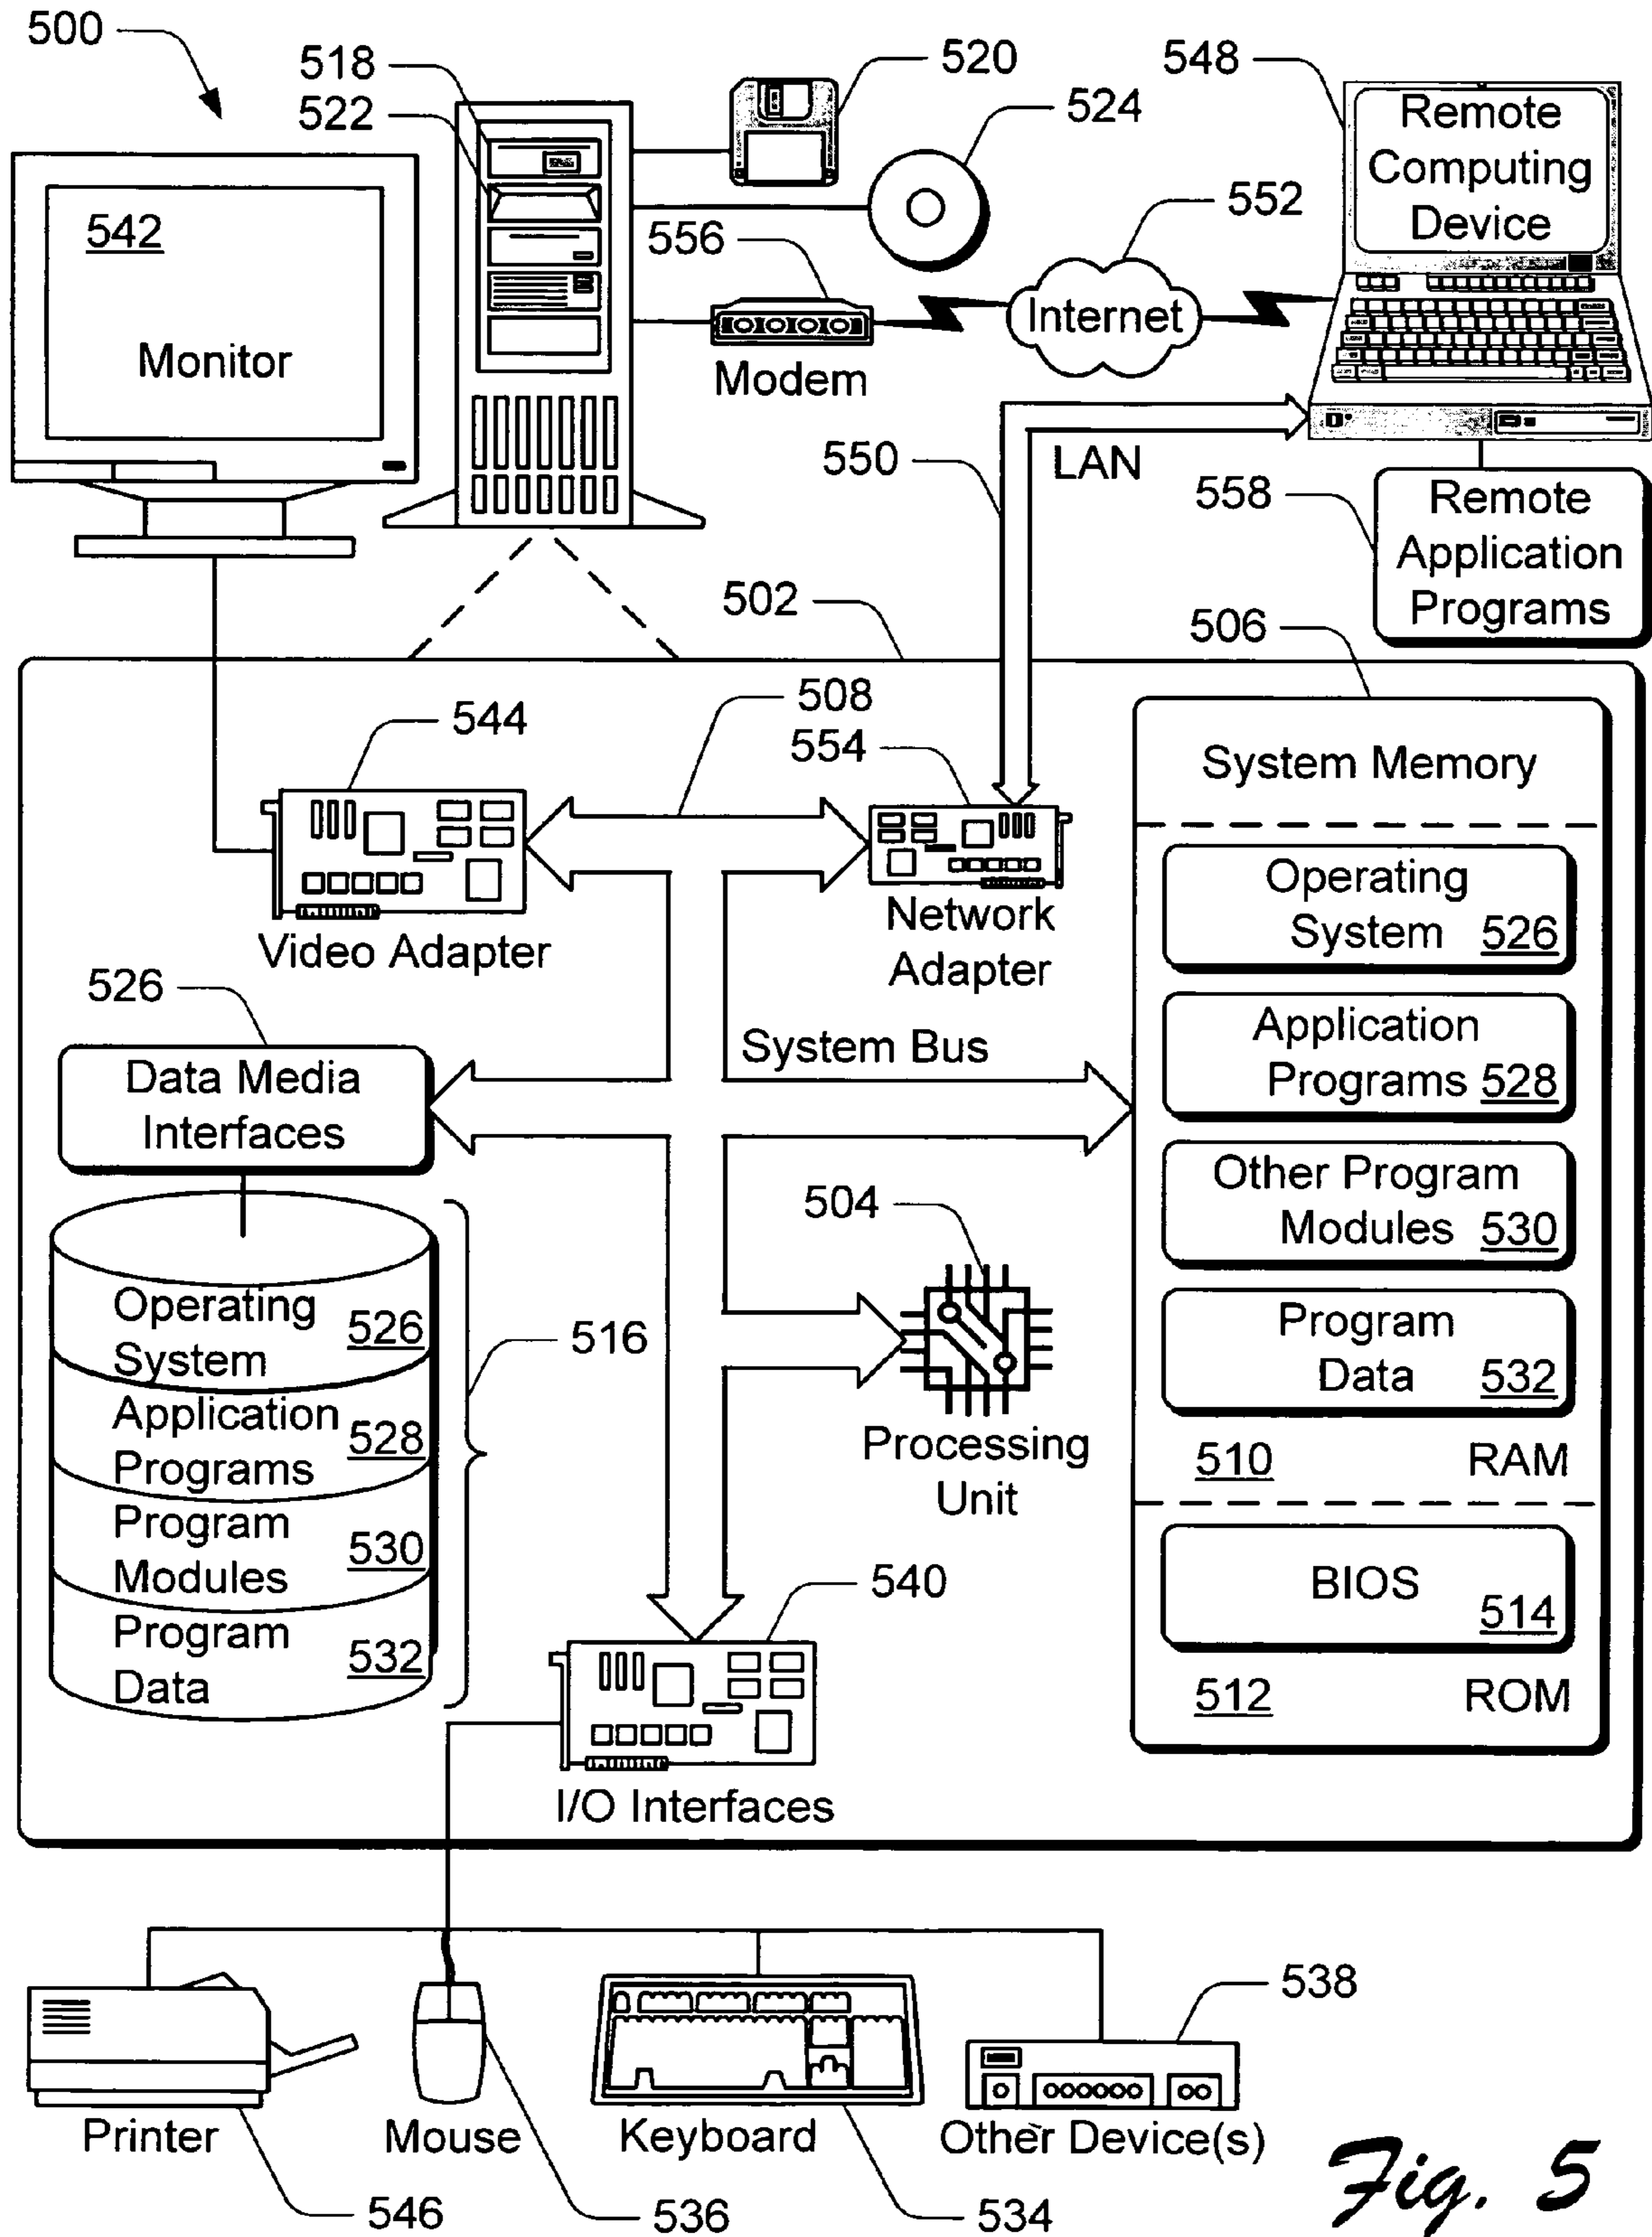 500
518
522
520
524
548
Remote
Computing
Device
542
Monitor
556
Modem
552
Internet
550
LAN
558
Remote
Application
Programs
502
506
508
544
554
Video Adapter
Network
Adapter
System Memory
Operating
System 526
Application
Programs 528
Other Program
Modules 530
Program
Data 532
510 RAM
BIOS
514
512 ROM
526
Data Media
Interfaces
System Bus
504
Processing
Unit
Operating
System 526
Application
Programs 528
Program
Modules 530
Program
Data 532
516
540
I/O Interfaces
538
Printer
Mouse
Keyboard
Other Device(s)
546
536
534
Fig. 5